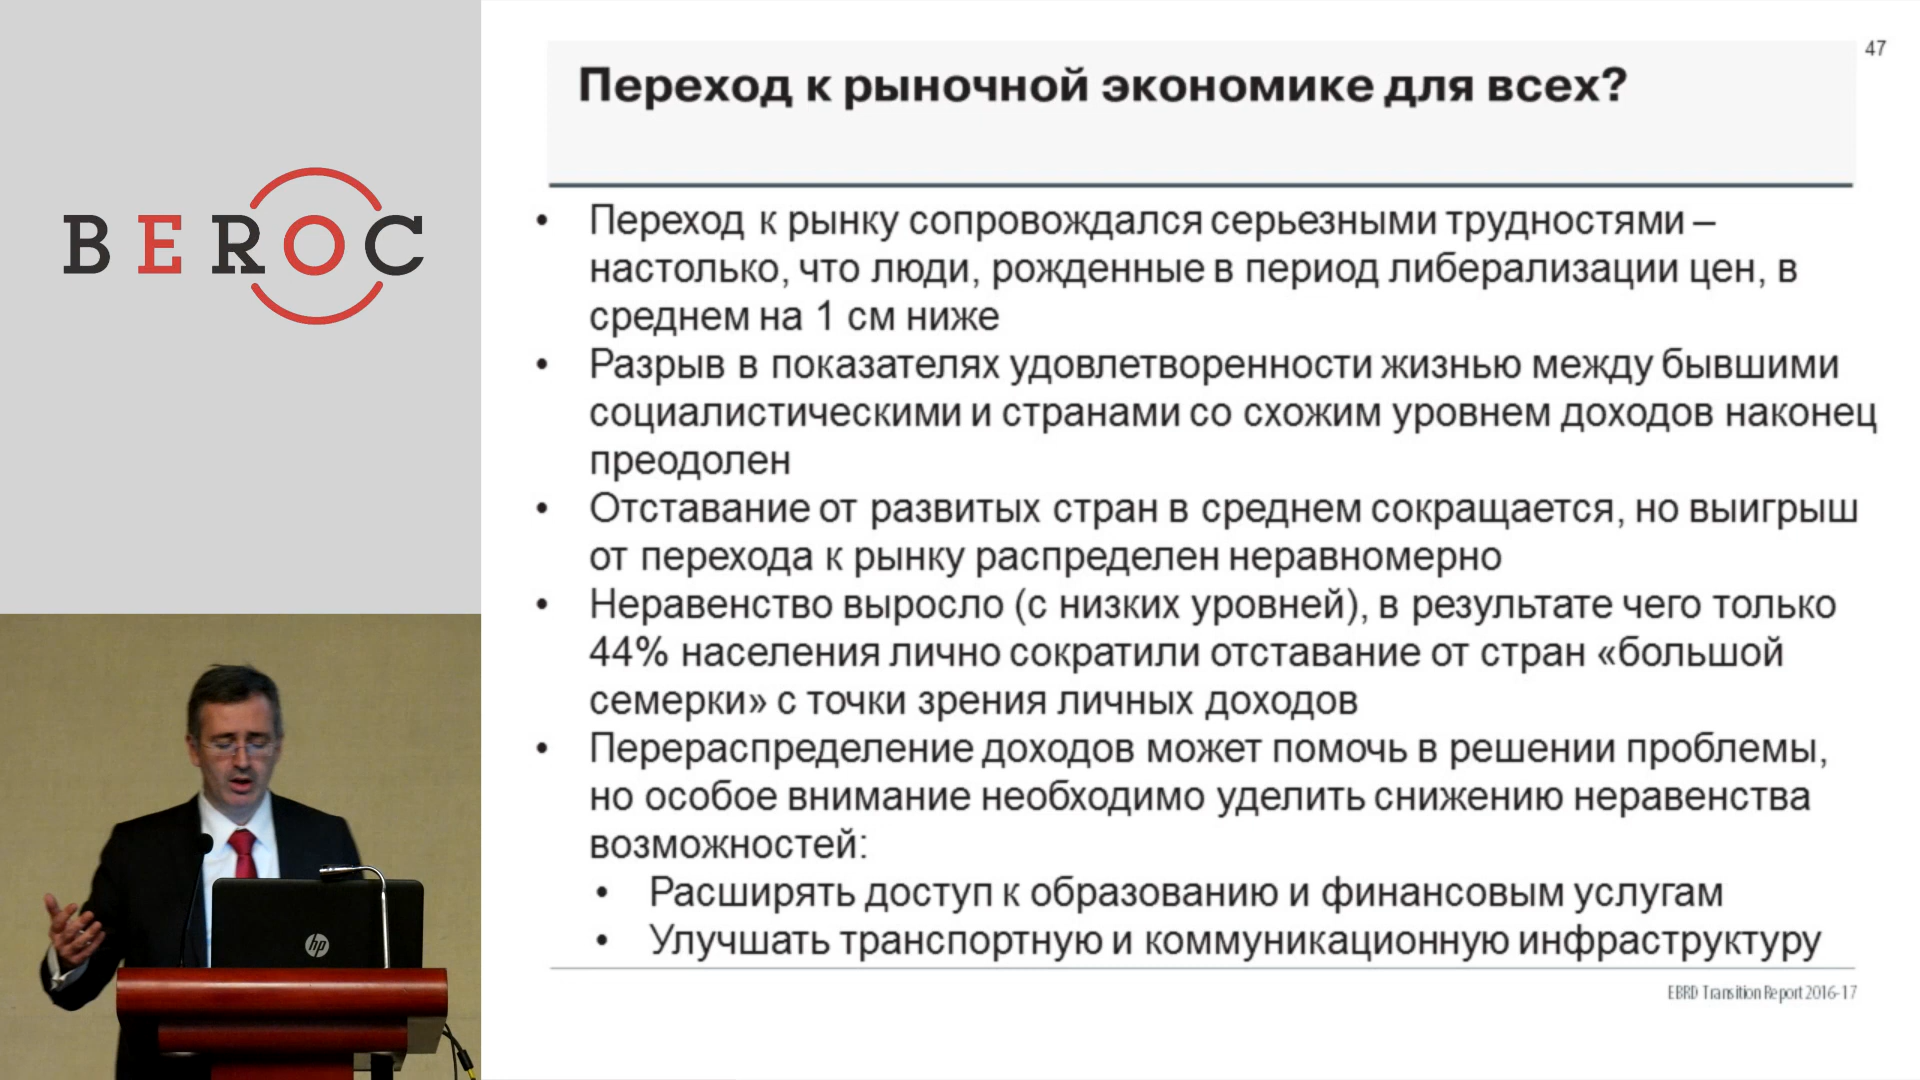 BEROC
47
Переход к рыночной экономике для всех?
• Переход к рынку сопровождался серьезными трудностями –
настолько, что люди, рожденные в период либерализации цен, в
среднем на 1 см ниже
• Разрыв в показателях удовлетворенности жизнью между бывшими
социалистическими и странами со схожим уровнем доходов наконец
преодолен
• Отставание от развитых стран в среднем сокращается, но выигрыш
от перехода к рынку распределен неравномерно
• Неравенство выросло (с низких уровней), в результате чего только
44% населения лично сократили отставание от стран «большой
семерки» с точки зрения личных доходов
• Перераспределение доходов может помочь в решении проблемы,
но особое внимание необходимо уделить снижению неравенства
возможностей:
• Расширять доступ к образованию и финансовым услугам
• Улучшать транспортную и коммуникационную инфраструктуру
EBRD Transition Report 2016-17
hp